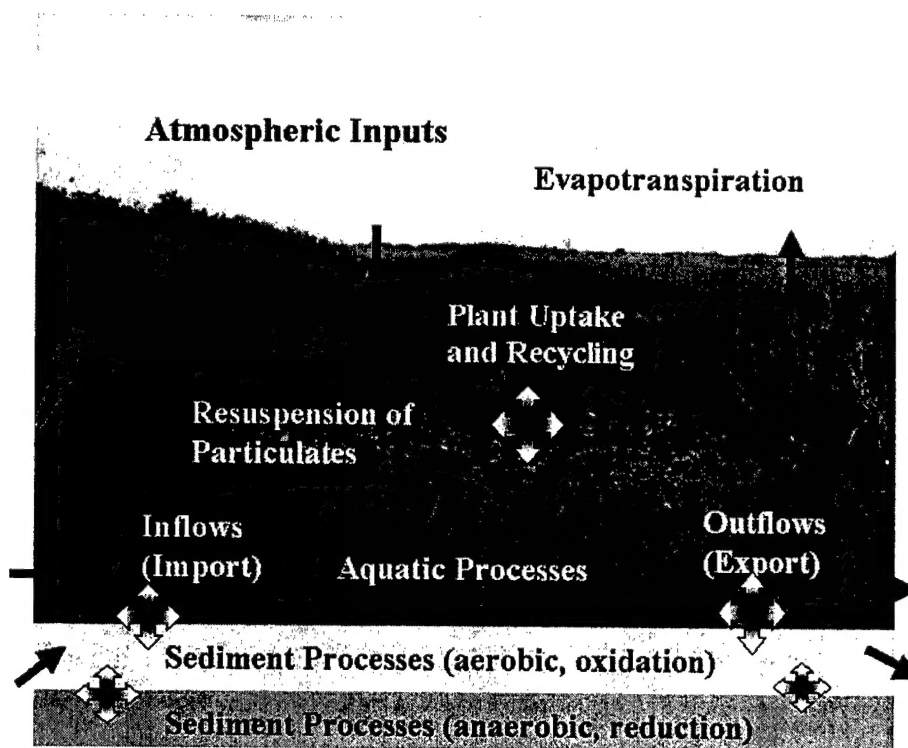 Atmospheric Inputs
Evapotranspiration
Plant Uptake
and Recycling
Resuspension of
Particulates
Inflows
(Import)
Aquatic Processes
Outflows
(Export)
Sediment Processes (aerobic, oxidation)
Sediment Processes (anaerobic, reduction)